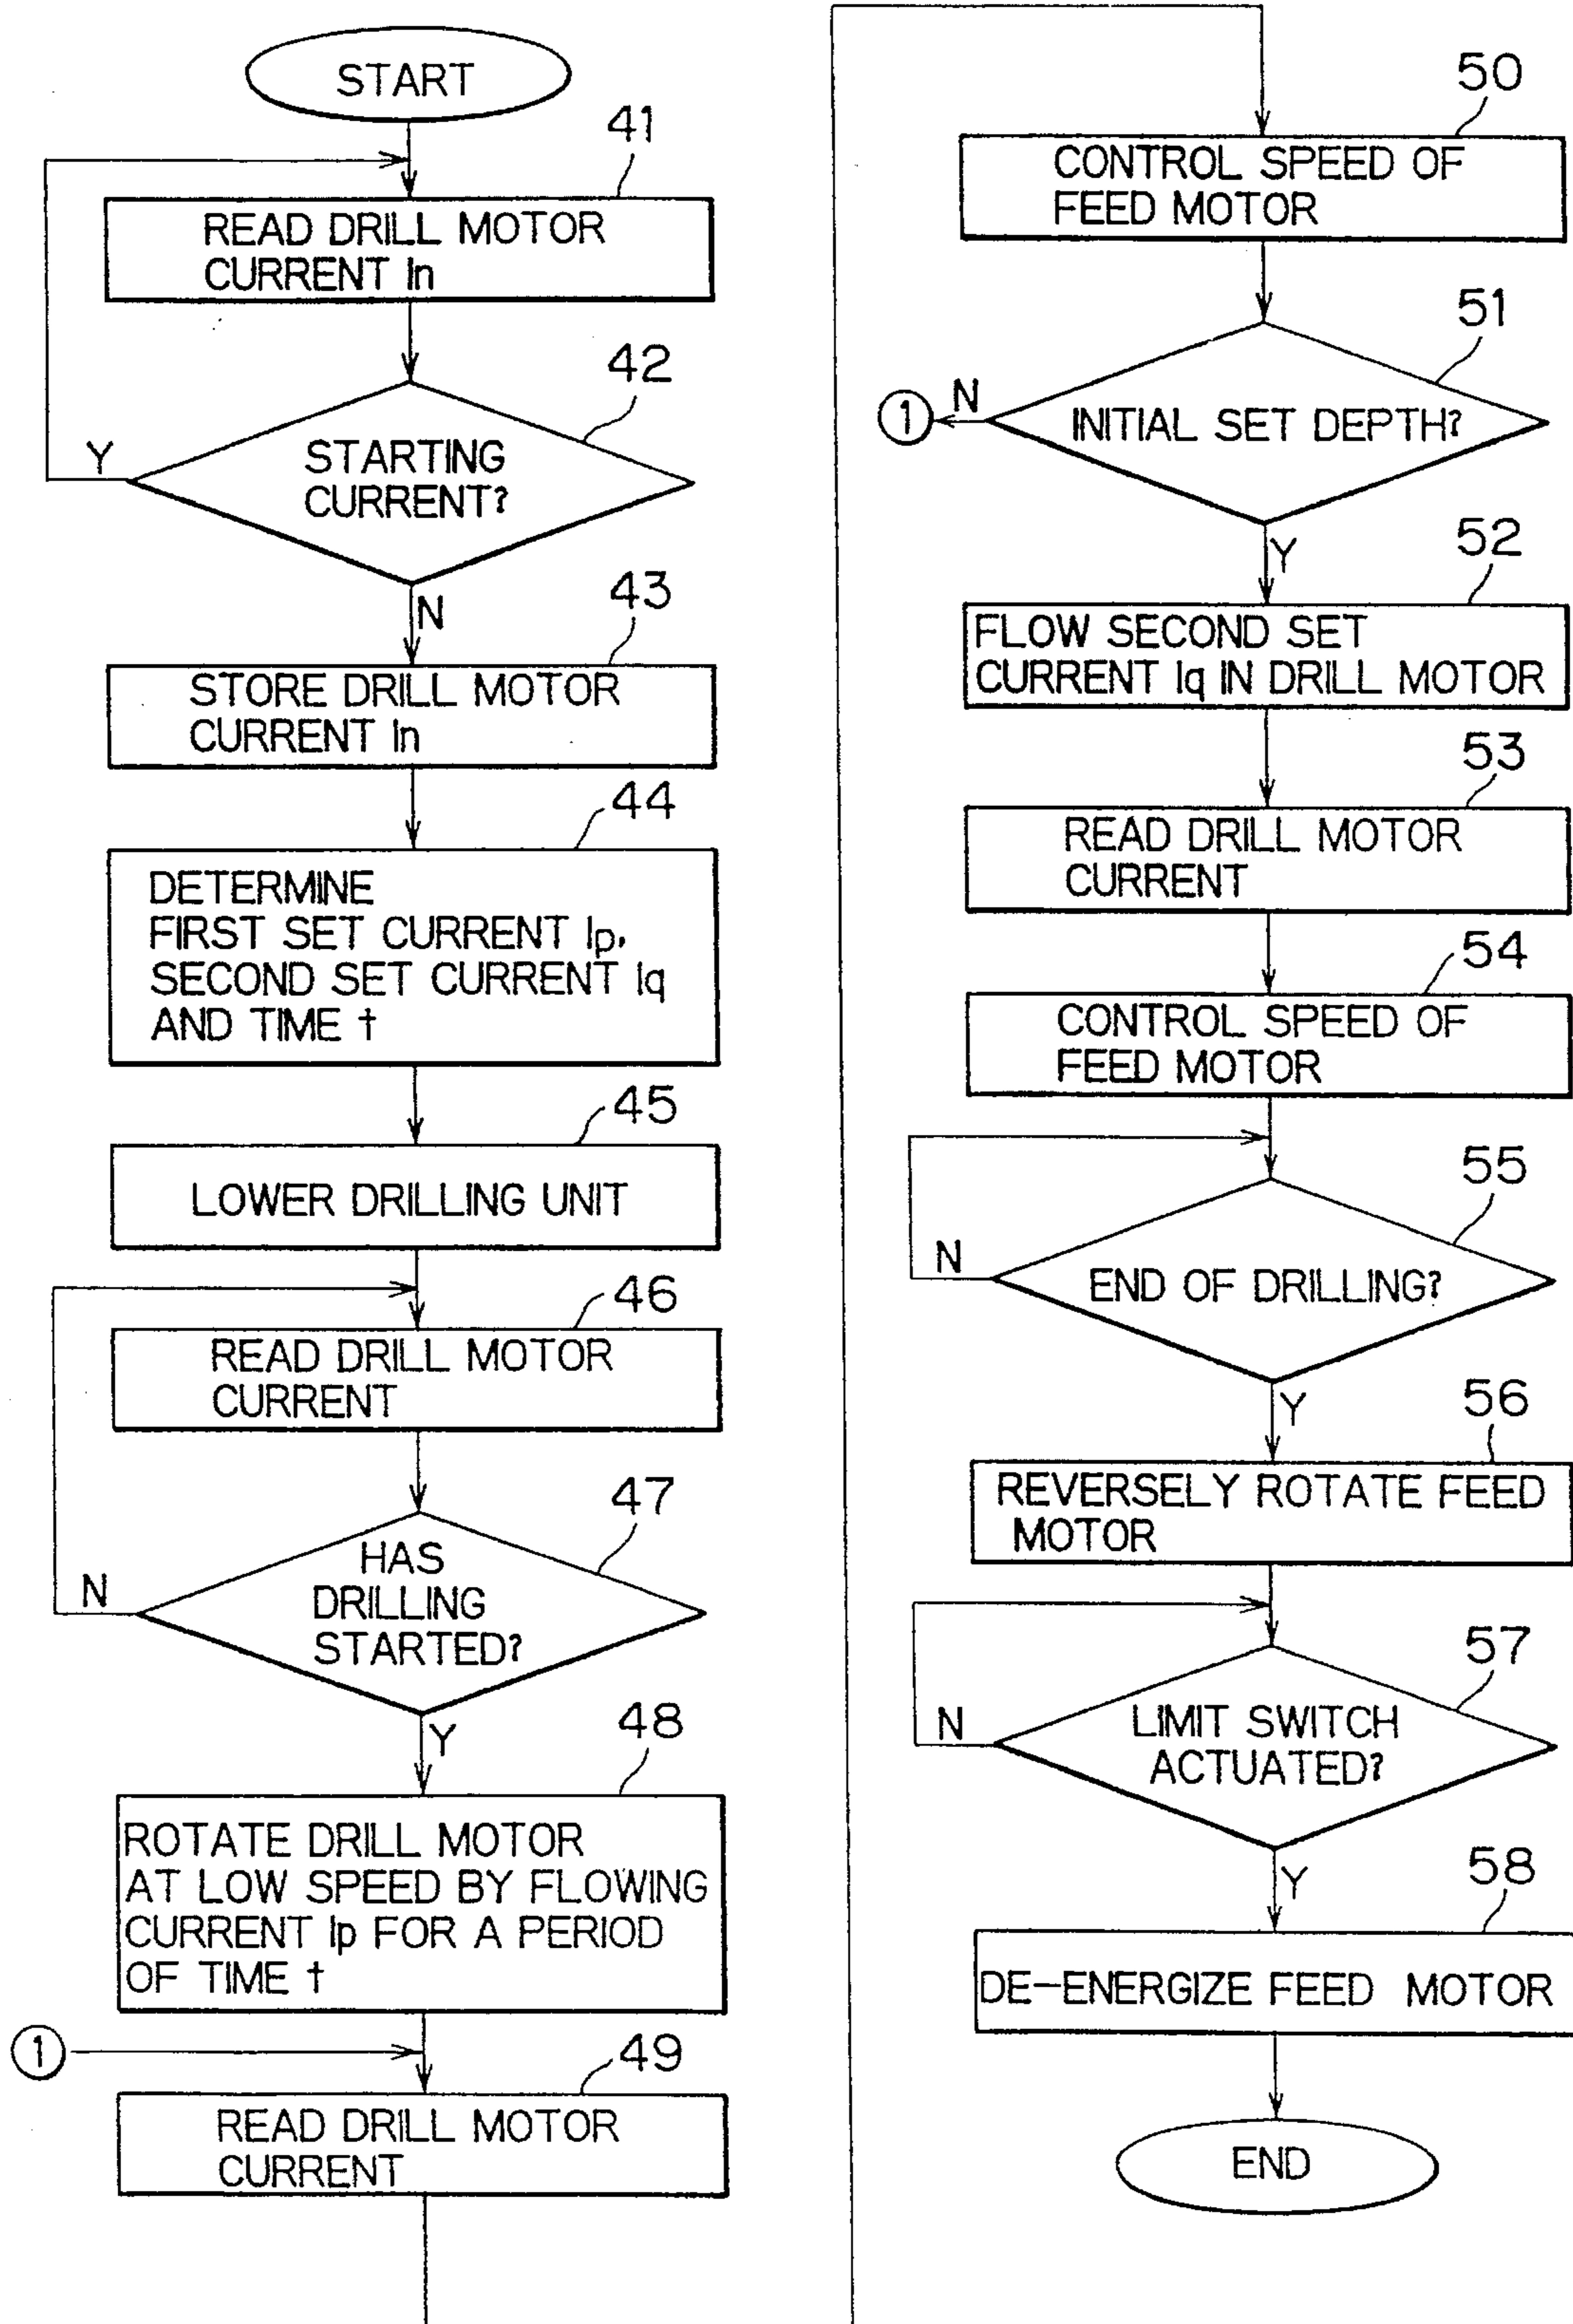 START
41
READ DRILL MOTOR
CURRENT In
42
STARTING
CURRENT?
Y
N
43
STORE DRILL MOTOR
CURRENT In
44
DETERMINE
FIRST SET CURRENT Ip,
SECOND SET CURRENT Iq
AND TIME t
45
LOWER DRILLING UNIT
46
READ DRILL MOTOR
CURRENT
47
HAS
DRILLING
STARTED?
N
Y
48
ROTATE DRILL MOTOR
AT LOW SPEED BY FLOWING
CURRENT Ip FOR A PERIOD
OF TIME t
1
49
READ DRILL MOTOR
CURRENT
50
CONTROL SPEED OF
FEED MOTOR
51
1
N
INITIAL SET DEPTH?
Y
52
FLOW SECOND SET
CURRENT Iq IN DRILL MOTOR
53
READ DRILL MOTOR
CURRENT
54
CONTROL SPEED OF
FEED MOTOR
55
N
END OF DRILLING?
Y
56
REVERSELY ROTATE FEED
MOTOR
57
N
LIMIT SWITCH
ACTUATED?
Y
58
DE-ENERGIZE FEED MOTOR
END